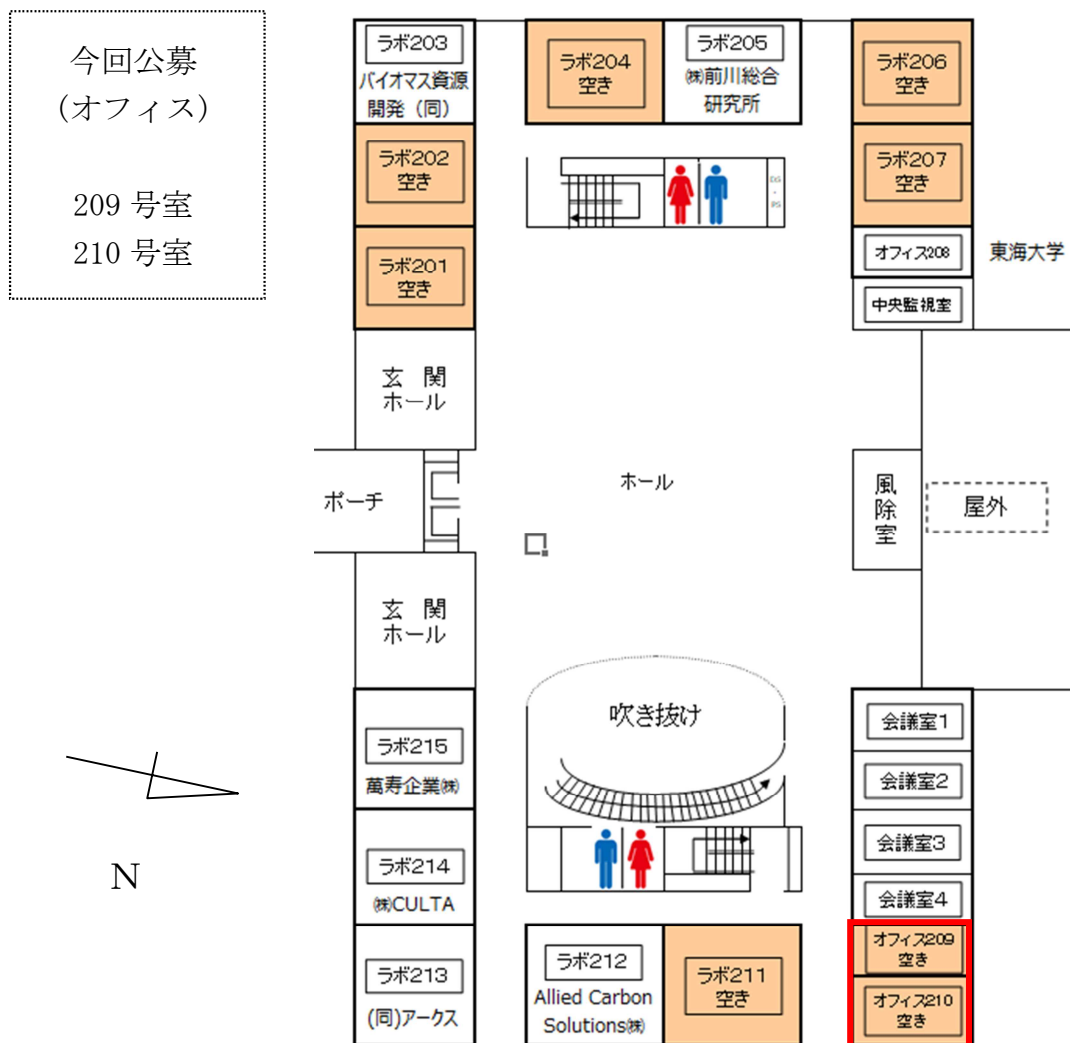 今回公募
(オフィス)
209 号室
210 号室
ラボ203
バイオマス資源
開発（同）
ラボ204
空き
ラボ205
㈱前川総合
研究所
ラボ206
空き
ラボ202
空き
DS
・
PS
ラボ207
空き
ラボ201
空き
オフィス208
東海大学
中央監視室
玄　関
ホール
ポーチ
ホール
風
除
室
屋外
玄　関
ホール
吹き抜け
ラボ215
萬寿企業㈱
会議室1
会議室2
会議室3
会議室4
N
ラボ214
㈱CULTA
ラボ213
(同)アークス
ラボ212
Allied Carbon
Solutions㈱
ラボ211
空き
オフィス209
空き
オフィス210
空き